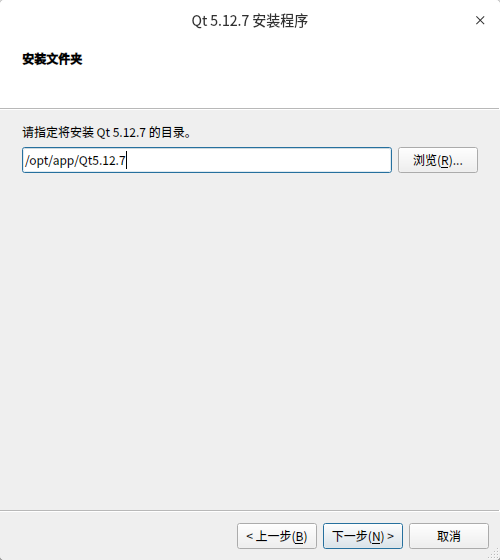 Qt 5.12.7 安装程序
安装文件夹
请指定将安装 Qt 5.12.7 的目录。
/opt/app/Qt5.12.7
浏览(R)...
< 上一步(B)
下一步(N) >
取消